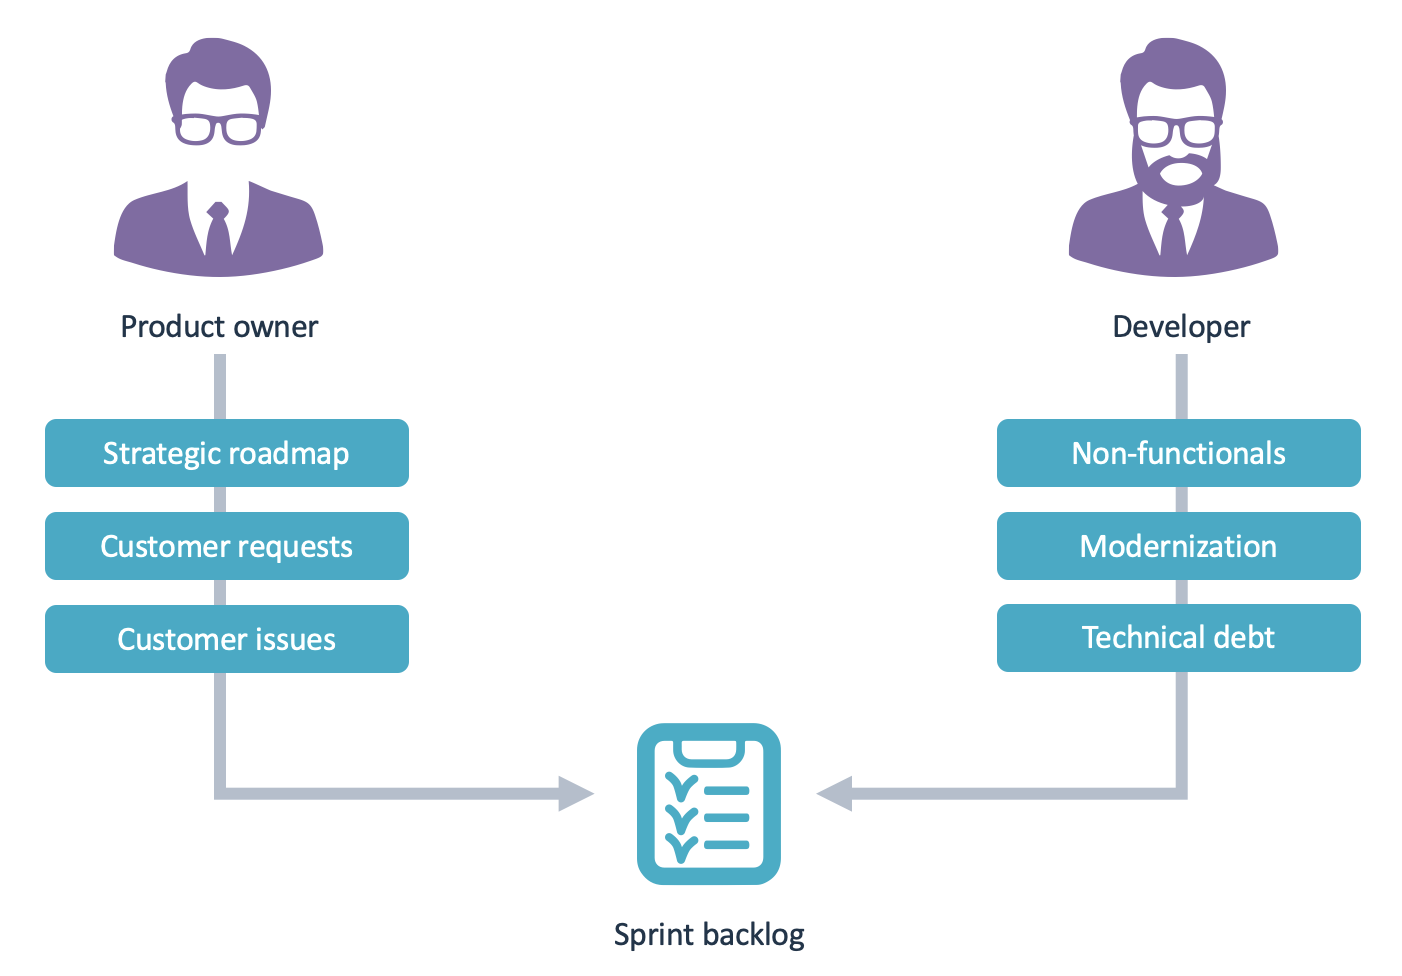 Product owner
Strategic roadmap
Customer requests
Customer issues
Developer
Non-functionals
Modernization
Technical debt
Sprint backlog